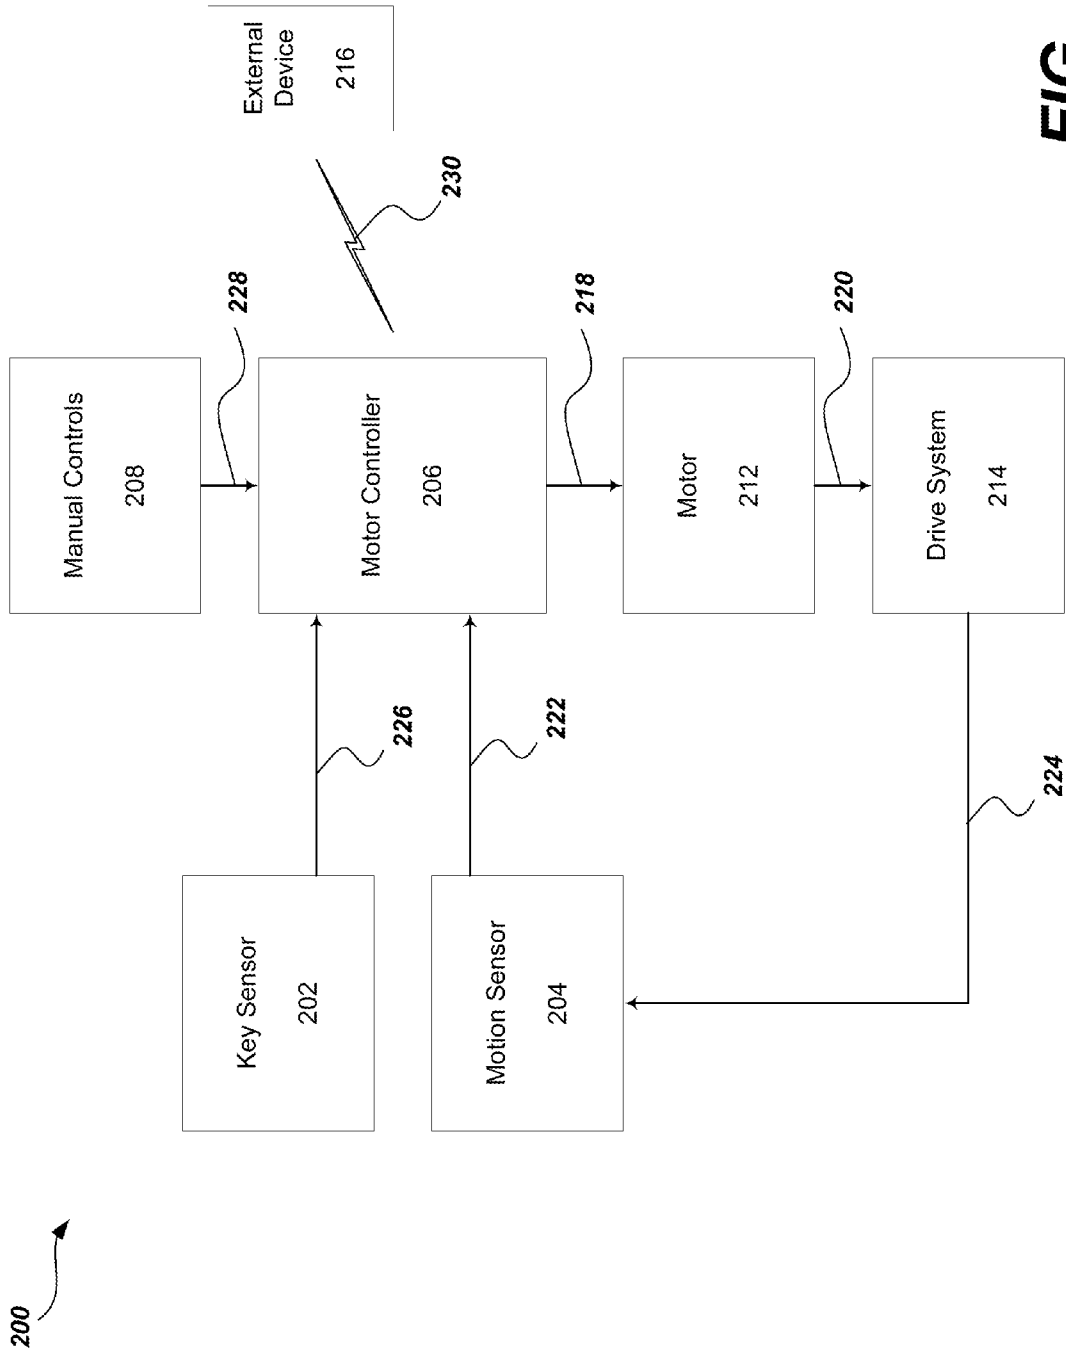 200
Key Sensor
202
Motion Sensor
204
226
222
224
Manual Controls
208
Motor Controller
206
Motor
212
Drive System
214
228
218
220
230
External
Device
216
FIG